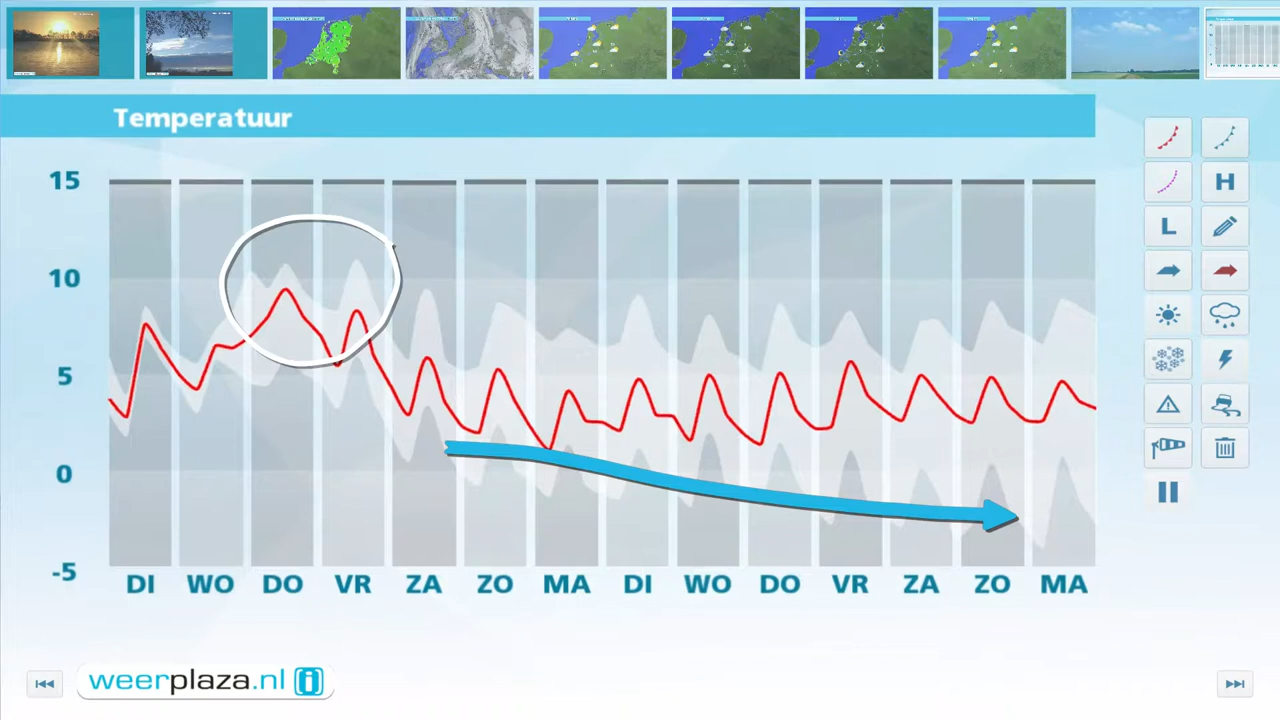 Temperatuur
15
10
5
0
-5
DI WO DO VR ZA ZO MA DI WO DO VR ZA ZO MA
H
L
weerplaza.nl i